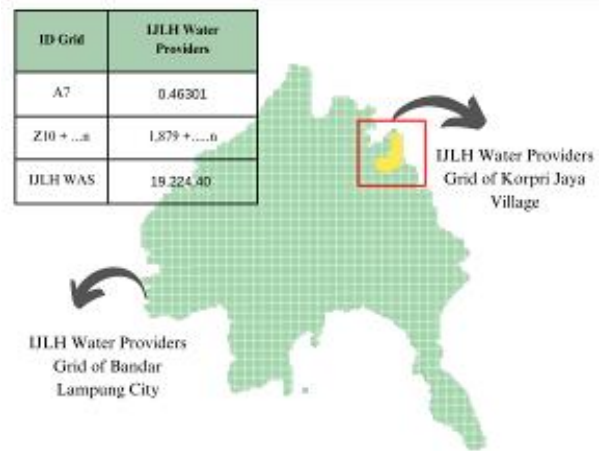 ID Grid
IJLH Water
Providers
A7
0.46301
Z10 + ...n
1,879 +.....n
IJLH WAS
19.224.40
IJLH Water Providers
Grid of Korpri Jaya
Village
IJLH Water Providers
Grid of Bandar
Lampung City